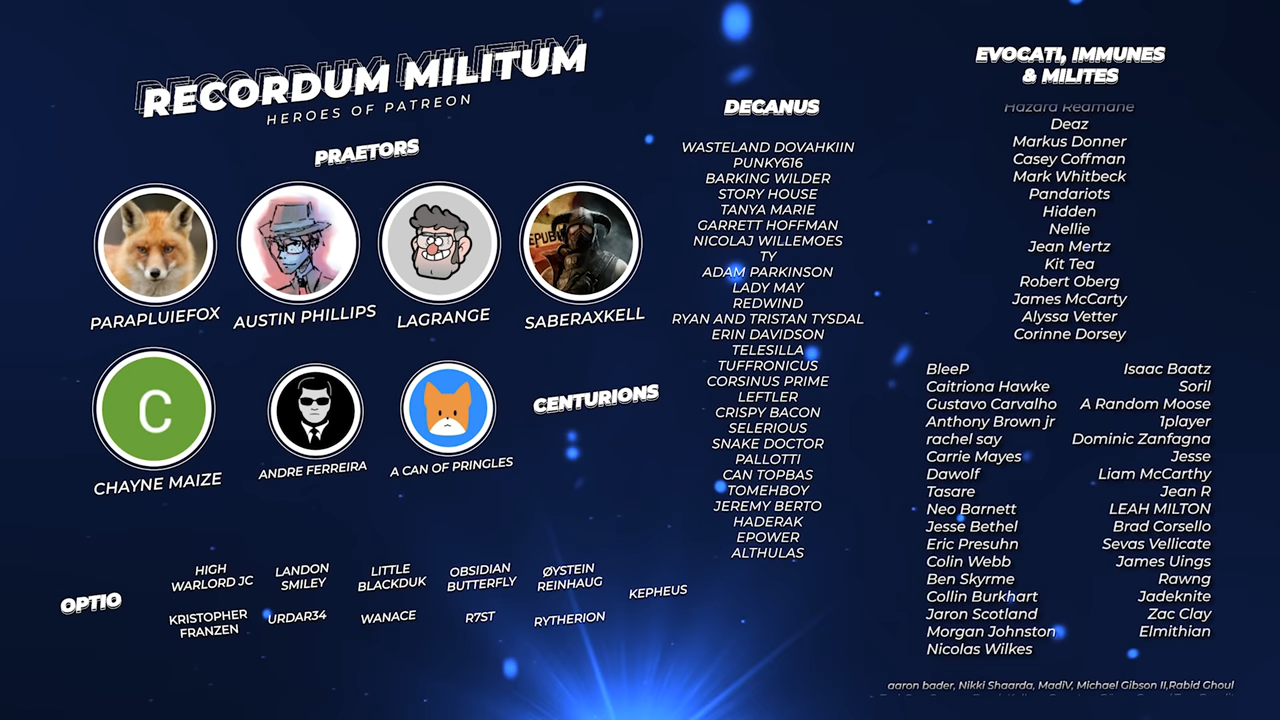 RECORDUM MILITUM
HEROES OF PATREON
PRAETORS
PARAPLUIEFOX
AUSTIN PHILLIPS
LAGRANGE
SABERAXKELL
CHAYNE MAIZE
ANDRE FERREIRA
A CAN OF PRINGLES
CENTURIONS
OPTIO
HIGH
WARLORD JC
LANDON
SMILEY
LITTLE
BLACKDUK
OBSIDIAN
BUTTERFLY
ØYSTEIN
REINHAUG
KEPHEUS
KRISTOPHER
FRANZEN
URDAR34
WANACE
R7ST
RYTHERION
DECANUS
WASTELAND DOVAHKIIN
PUNKY616
BARKING WILDER
STORY HOUSE
TANYA MARIE
GARRETT HOFFMAN
NICOLAJ WILLEMOES
TY
ADAM PARKINSON
LADY MAY
REDWIND
RYAN AND TRISTAN TYSDAL
ERIN DAVIDSON
TELESILLA
TUFFRONICUS
CORSINUS PRIME
LEFTLER
CRISPY BACON
SELERIOUS
SNAKE DOCTOR
PALLOTTI
CAN TOPBAS
TOMEHBOY
JEREMY BERTO
HADERAK
EPOWER
ALTHULAS
EVOCATI, IMMUNES
& MILITES
Hazard Redmane
Deaz
Markus Donner
Casey Coffman
Mark Whitbeck
Pandariots
Hidden
Nellie
Jean Mertz
Kit Tea
Robert Oberg
James McCarty
Alyssa Vetter
Corinne Dorsey
BleeP
Caitriona Hawke
Gustavo Carvalho
Anthony Brown jr
rachel say
Carrie Mayes
Dawolf
Tasare
Neo Barnett
Jesse Bethel
Eric Presuhn
Colin Webb
Ben Skyrme
Collin Burkhart
Jaron Scotland
Morgan Johnston
Nicolas Wilkes
Isaac Baatz
Soril
A Random Moose
1player
Dominic Zanfagna
Jesse
Liam McCarthy
Jean R
LEAH MILTON
Brad Corsello
Sevas Vellicate
James Uings
Rawng
Jadeknite
Zac Clay
Elmithian
aaron bader, Nikki Shaarda, MadiV, Michael Gibson II,Rabid Ghoul